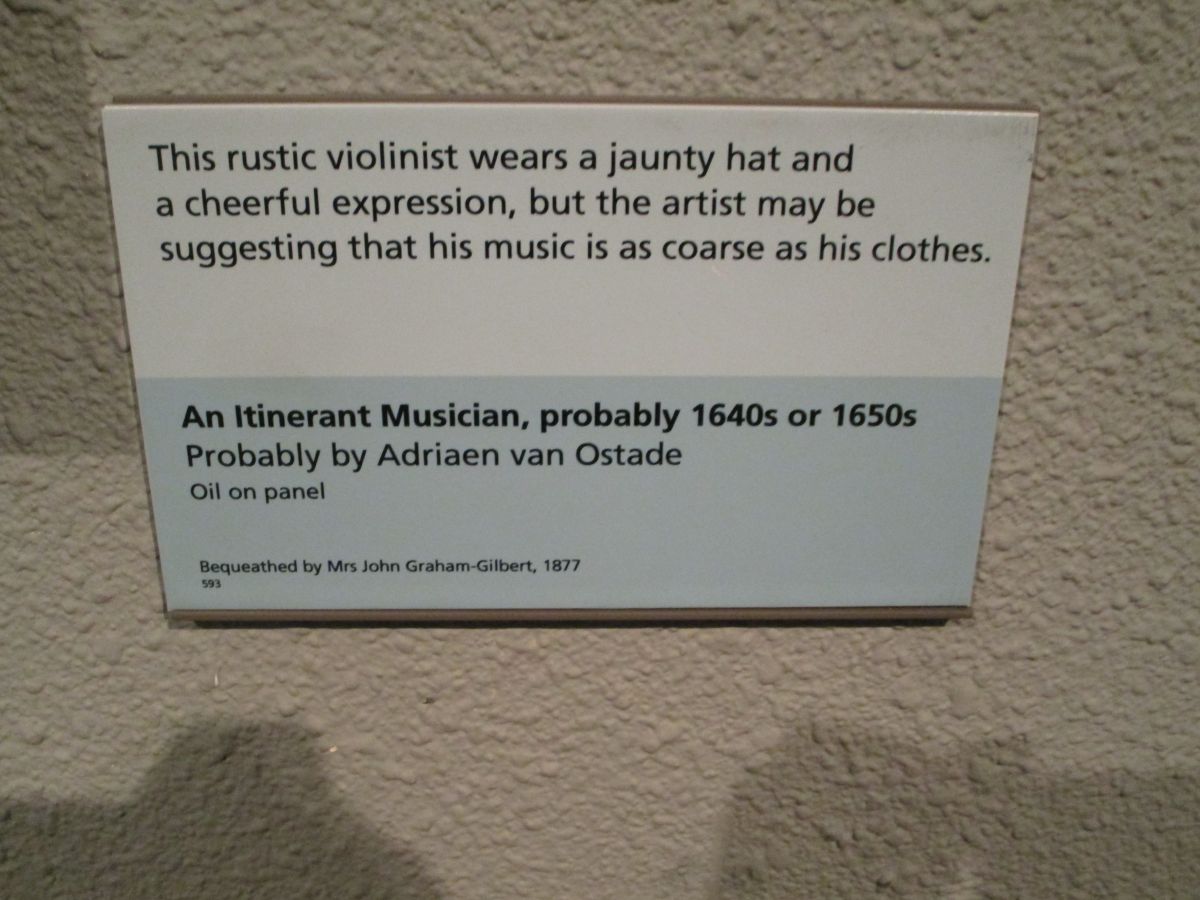 This rustic violinist wears a jaunty hat and
a cheerful expression, but the artist may be
suggesting that his music is as coarse as his clothes.
An Itinerant Musician, probably 1640s or 1650s
Probably by Adriaen van Ostade
Oil on panel
Bequeathed by Mrs John Graham-Gilbert, 1877
593